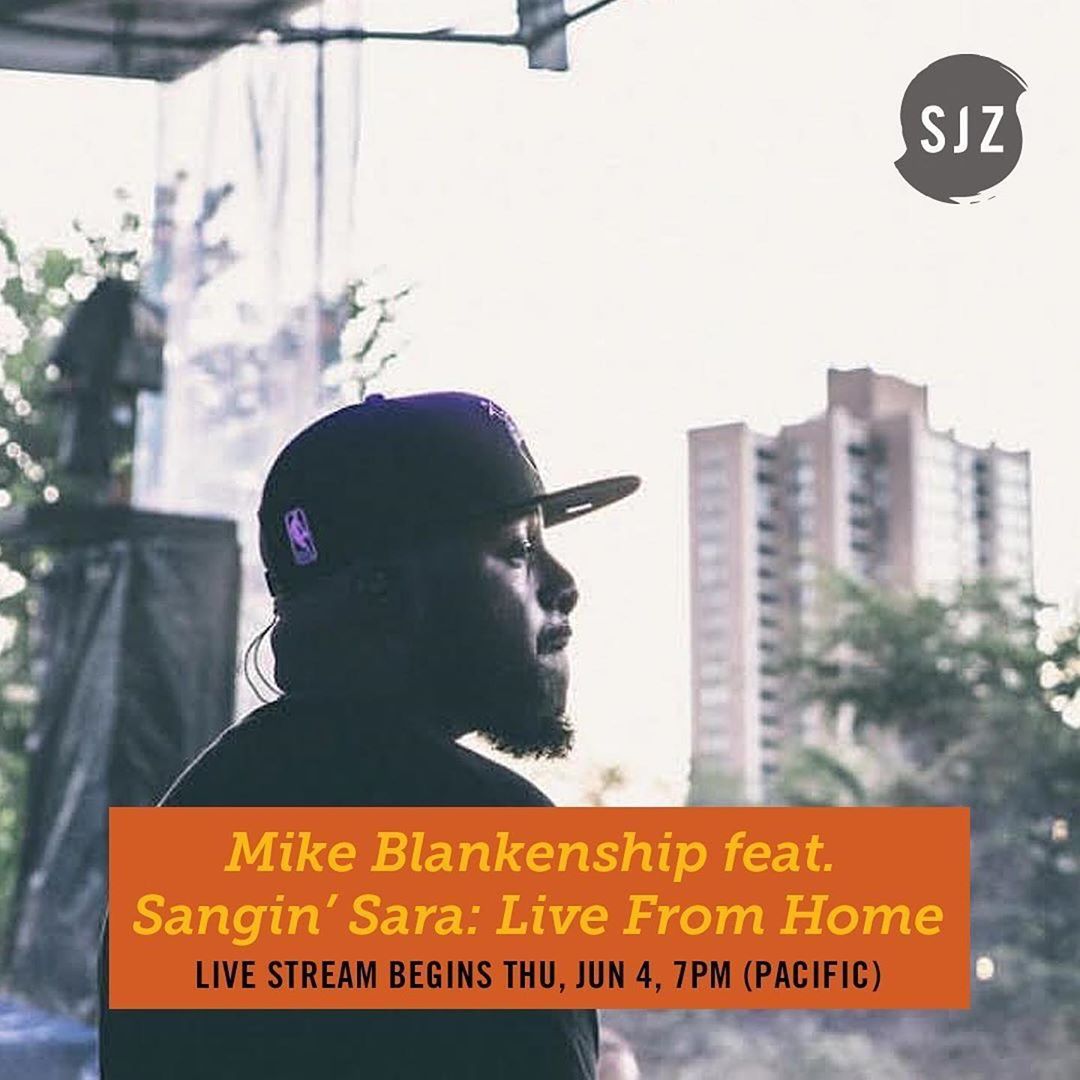 SJZ
Mike Blankenship feat.
Sangin’ Sara: Live From Home
LIVE STREAM BEGINS THU, JUN 4, 7PM (PACIFIC)